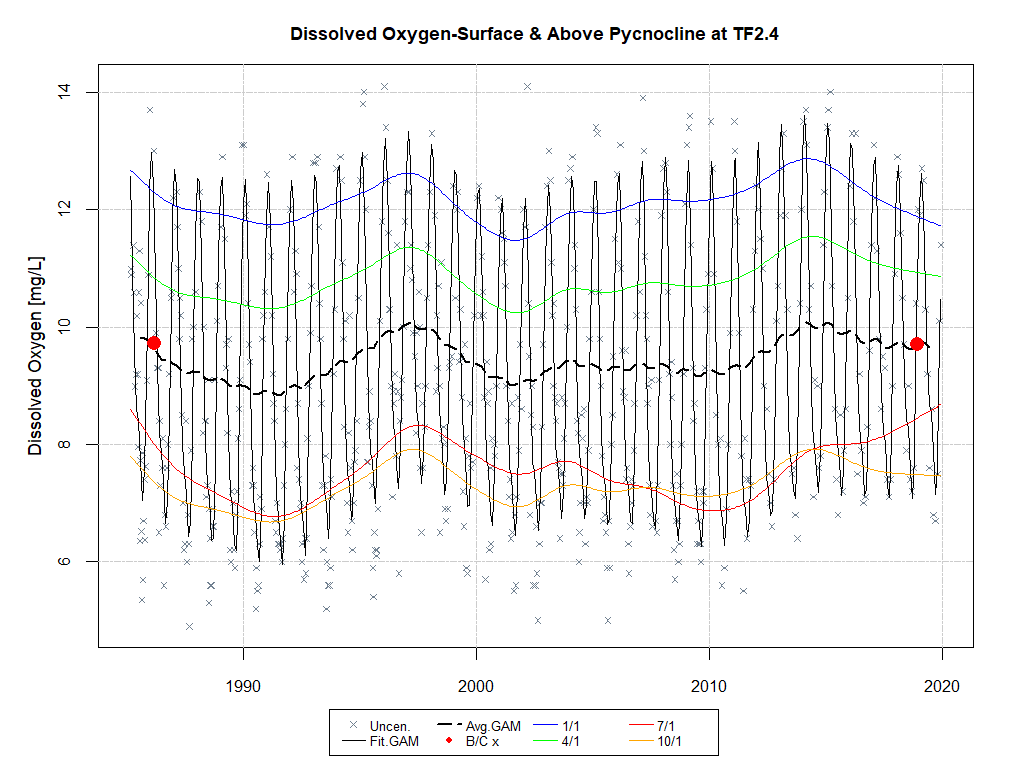 Dissolved Oxygen-Surface & Above Pycnocline at TF2.4
Dissolved Oxygen [mg/L]
14
12
10
8
6
1990 2000 2010 2020
Uncen. Avg.GAM 1/1 7/1
Fit.GAM B/C x 4/1 10/1